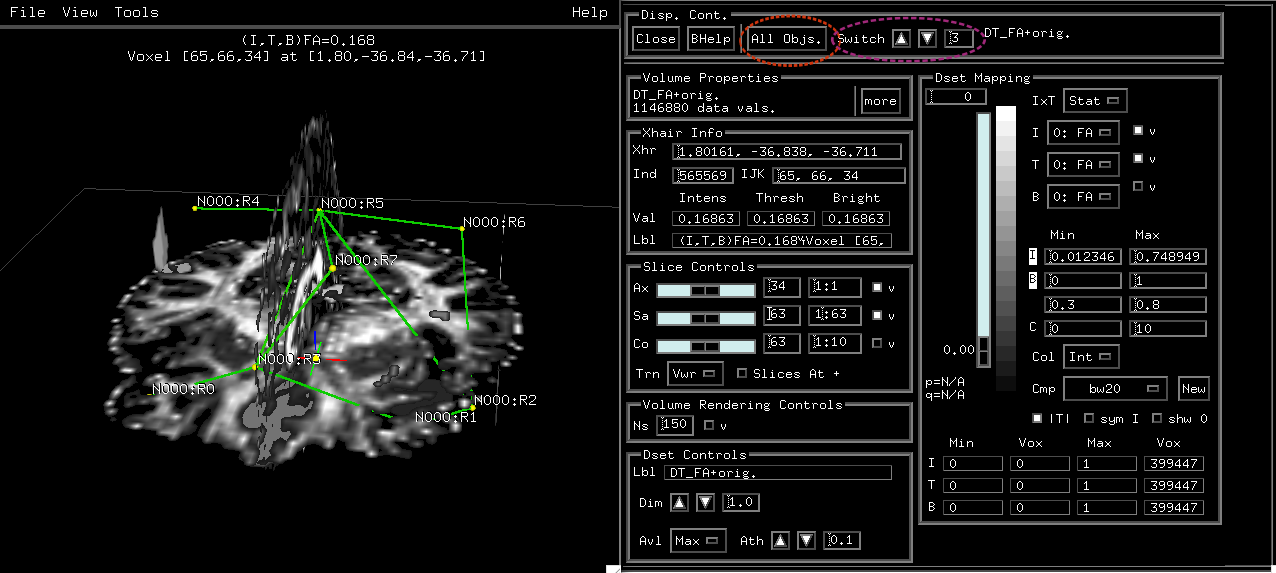 File View Tools Help
(I,T,B)FA=0.168
Voxel [65,66,34] at [1.80,-36.84,-36.71]
N000:R4
N000:R5
N000:R6
N000:R7
N000:R3
N000:R0
N000:R2
N000:R1
Disp. Cont.
Close BHelp All Objs. Switch 3 DT_FA+orig.
Volume Properties
DT_FA+orig.
1146880 data vals.
more
Xhair Info
Xhr 1.80161, -36.838, -36.711
Ind 565569 IJK 65, 66, 34
Intens Thresh Bright
Val 0.16863 0.16863 0.16863
Lbl (I,T,B)FA=0.168 Voxel [65,
Slice Controls
Ax 34 1:1 v
Sa 63 1:63 v
Co 63 1:10 v
Trn Vwr Slices At +
Volume Rendering Controls
Ns 150 v
Dset Controls
Lbl DT_FA+orig.
Dim 1.0
Avl Max Ath 0.1
Dset Mapping
0
IxT Stat
I 0: FA v
T 0: FA v
B 0: FA v
Min Max
I 0.012346 0.748949
B 0 1
0.3 0.8
C 0 10
0.00
Col Int
p=N/A
q=N/A
Cmp bw20 New
|T| sym I shw 0
Min Vox Max Vox
I 0 0 1 399447
T 0 0 1 399447
B 0 0 1 399447